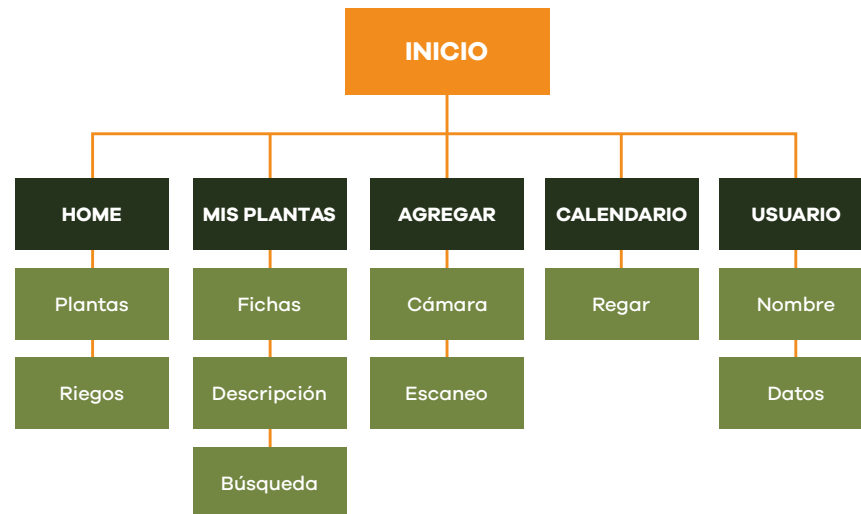 INICIO
HOME
MIS PLANTAS
AGREGAR
CALENDARIO
USUARIO
Plantas
Fichas
Cámara
Regar
Nombre
Riegos
Descripción
Escaneo
Datos
Búsqueda